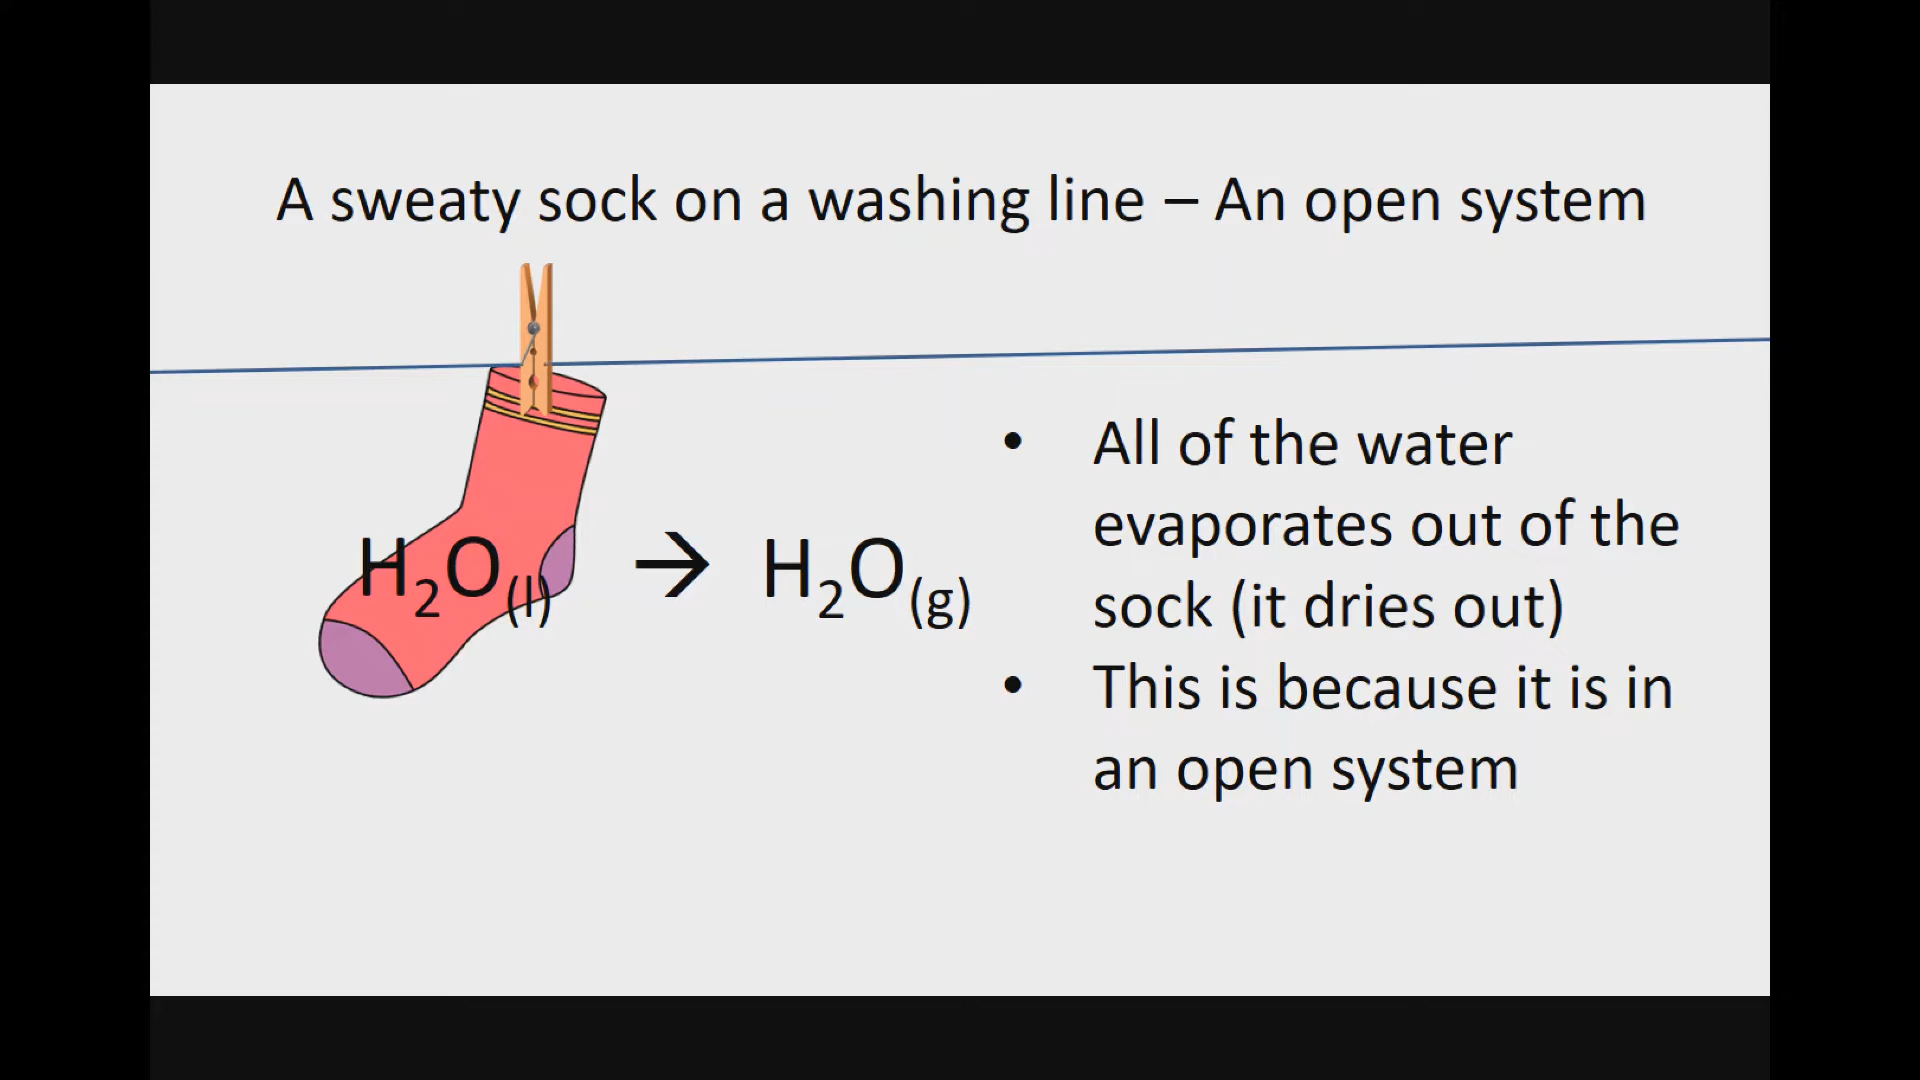 A sweaty sock on a washing line – An open system
H₂O₍l₎ → H₂O₍g₎
• All of the water
evaporates out of the
sock (it dries out)
• This is because it is in
an open system